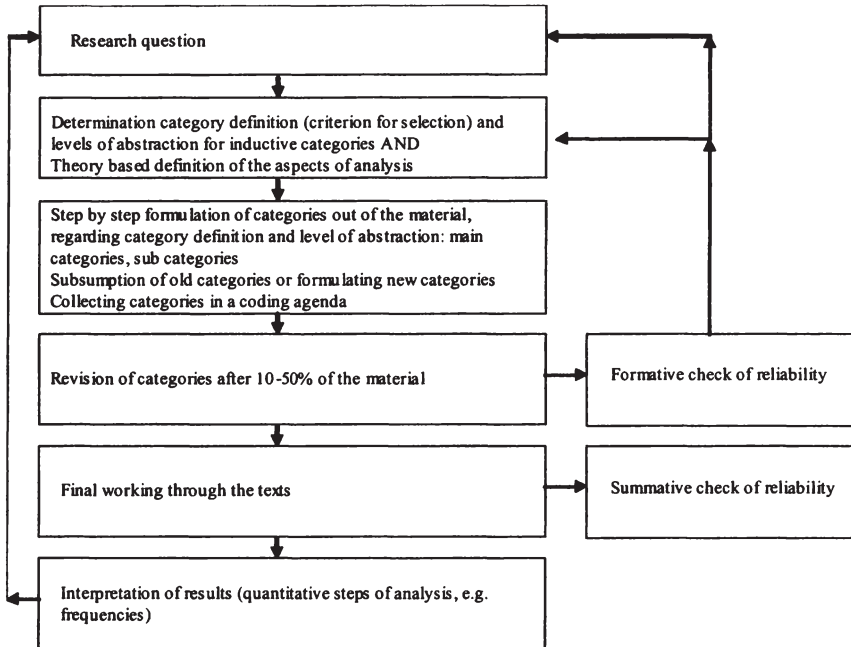 Research question
Determination category definition (criterion for selection) and
levels of abstraction for inductive categories AND
Theory based definition of the aspects of analysis
Step by step formulation of categories out of the material,
regarding category definition and level of abstraction: main
categories, sub categories
Subsumption of old categories or formulating new categories
Collecting categories in a coding agenda
Revision of categories after 10-50% of the material
Formative check of reliability
Final working through the texts
Summative check of reliability
Interpretation of results (quantitative steps of analysis, e.g.
frequencies)